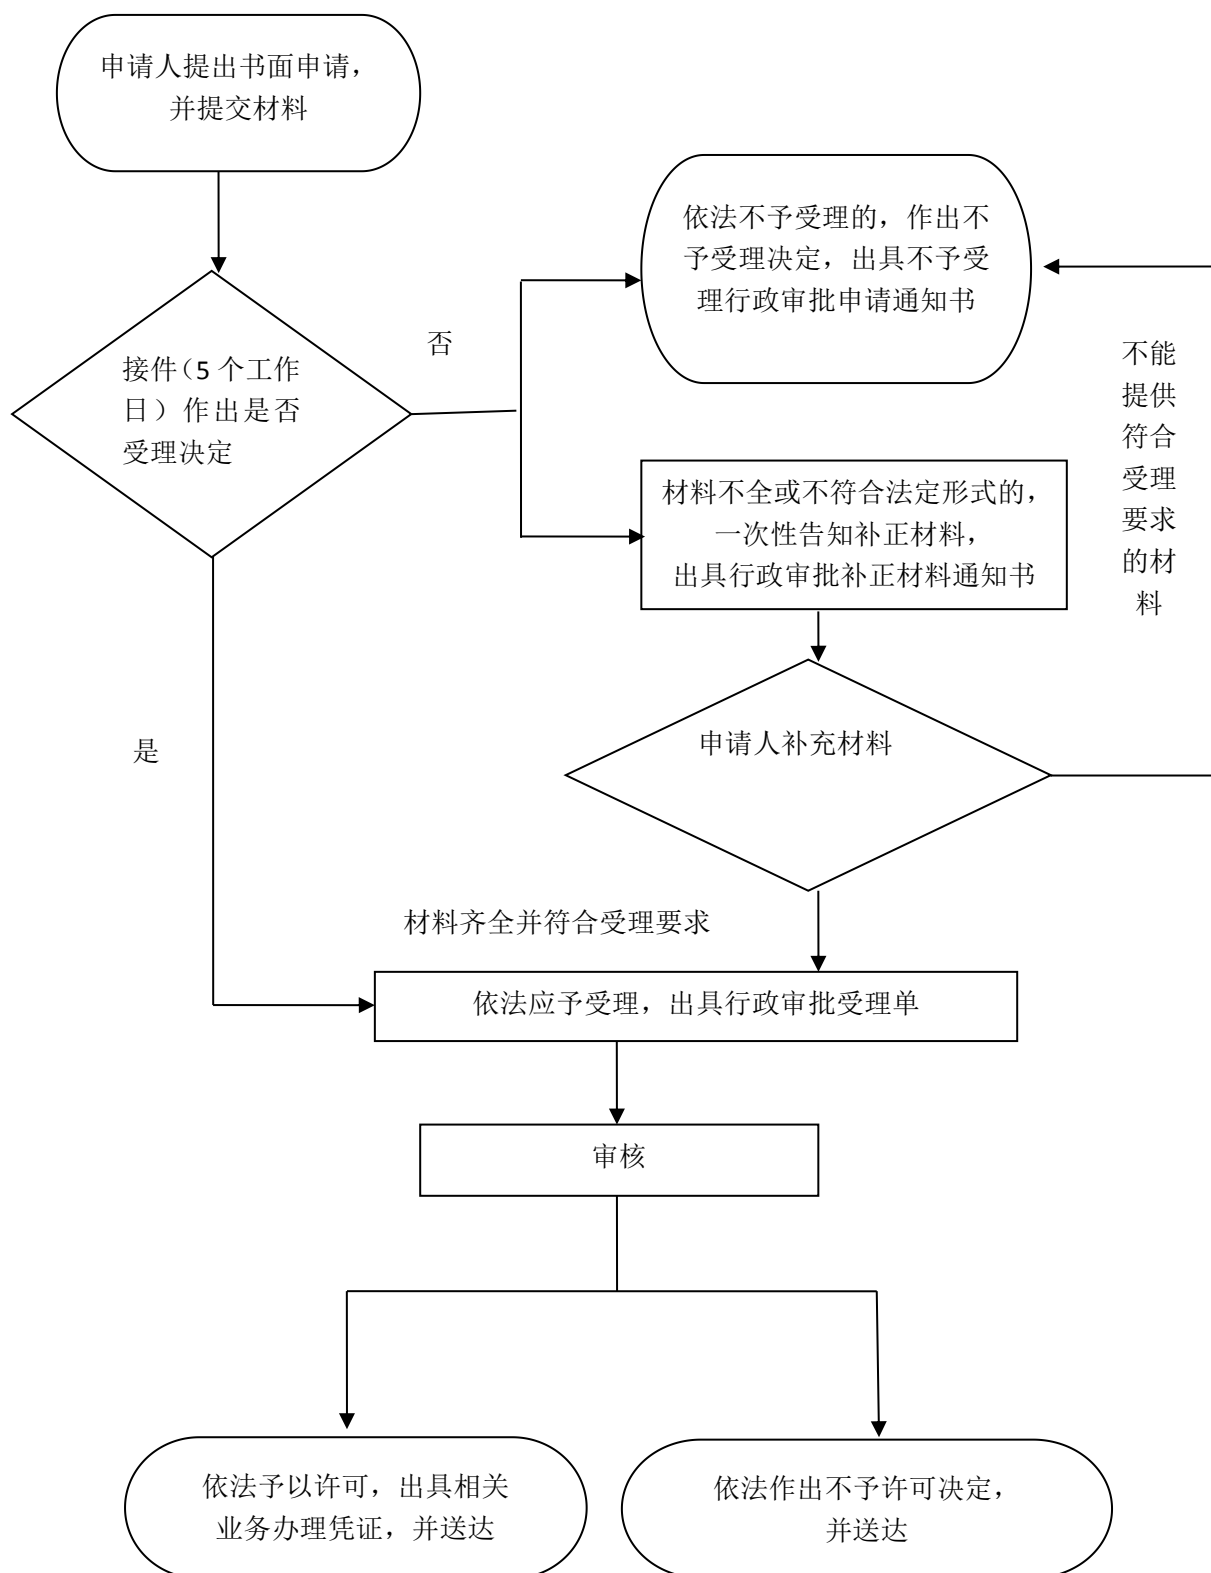 申请人提出书面申请，
并提交材料
依法不予受理的，作出不
予受理决定，出具不予受
理行政审批申请通知书
否
接件（5 个工作
日）作出是否
受理决定
不能
提供
符合
受理
要求
的材
料
材料不全或不符合法定形式的，
一次性告知补正材料，
出具行政审批补正材料通知书
是
申请人补充材料
材料齐全并符合受理要求
依法应予受理，出具行政审批受理单
审核
依法予以许可，出具相关
业务办理凭证，并送达
依法作出不予许可决定，
并送达